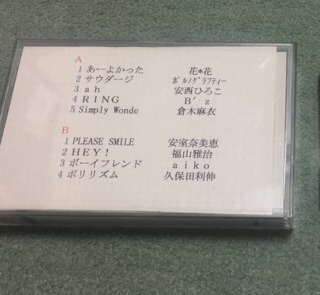 A
1 あーよかった 花*花
2 サウダージ ポルノグラフティー
3 ah 安西ひろこ
4 RING B'z
5 Simply Wonde 倉木麻衣
B
1 PLEASE SMILE 安室奈美恵
2 HEY! 福山雅治
3 ボーイフレンド aiko
4 ポリリズム 久保田利伸